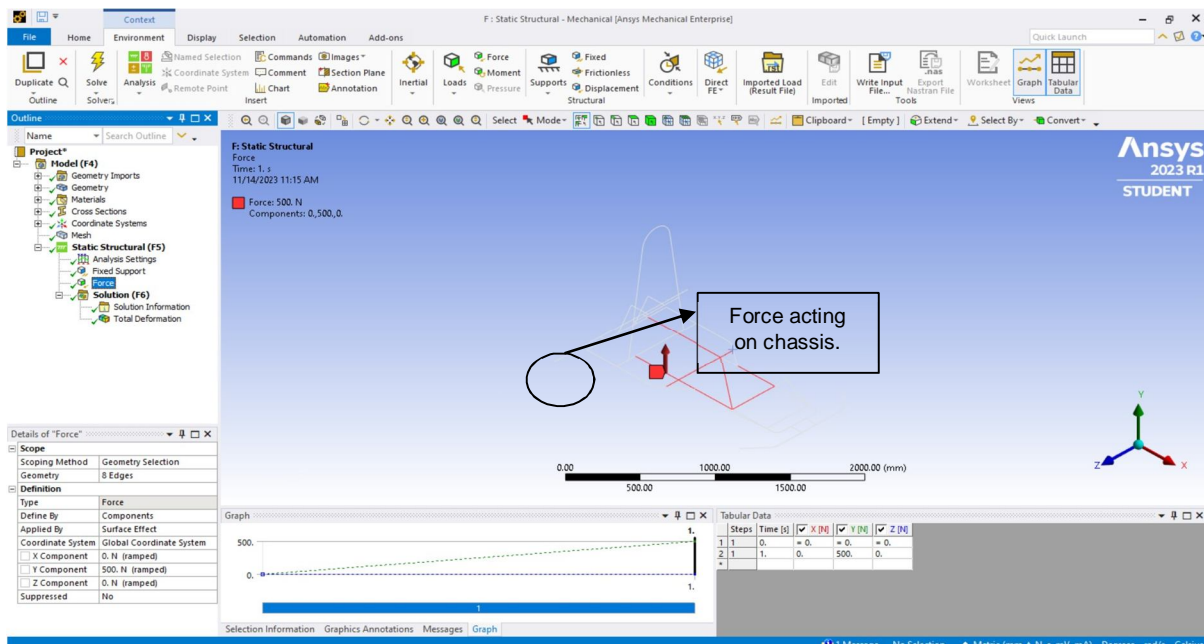 Context
F : Static Structural - Mechanical [Ansys Mechanical Enterprise]
File Home Environment Display Selection Automation Add-ons
Quick Launch
Duplicate Q
Outline
Solve
Solvers
Analysis
Named Selection
Coordinate System
Remote Point
Commands
Comment
Chart
Images
Section Plane
Annotation
Insert
Inertial
Loads
Force
Moment
Pressure
Supports
Fixed
Frictionless
Displacement
Structural
Conditions
Direct FE
Imported Load (Result File)
Imported
Edit
Write Input File...
Export Nastran File
.nas
Tools
Worksheet
Graph
Tabular Data
Views
Select Mode Clipboard [ Empty ] Extend Select By Convert
Outline
Name Search Outline
Project*
Model (F4)
Geometry Imports
Geometry
Materials
Cross Sections
Coordinate Systems
Mesh
Static Structural (F5)
Analysis Settings
Fixed Support
Force
Solution (F6)
Solution Information
Total Deformation
F: Static Structural
Force
Time: 1. s
11/14/2023 11:15 AM
Force: 500. N
Components: 0.,500.,0.
Ansys
2023 R1
STUDENT
Force acting
on chassis.
Y
Z
X
0.00 1000.00 2000.00 (mm)
500.00 1500.00
Details of "Force"
Scope
Scoping Method Geometry Selection
Geometry 8 Edges
Definition
Type Force
Define By Components
Applied By Surface Effect
Coordinate System Global Coordinate System
X Component 0. N (ramped)
Y Component 500. N (ramped)
Z Component 0. N (ramped)
Suppressed No
Graph
1.
500.
0.
1.
1
Selection Information Graphics Annotations Messages Graph
Tabular Data
Steps Time [s] X [N] Y [N] Z [N]
1 1 0. = 0. = 0. = 0.
2 1 1. 0. 500. 0.
*
1 Message No Selection